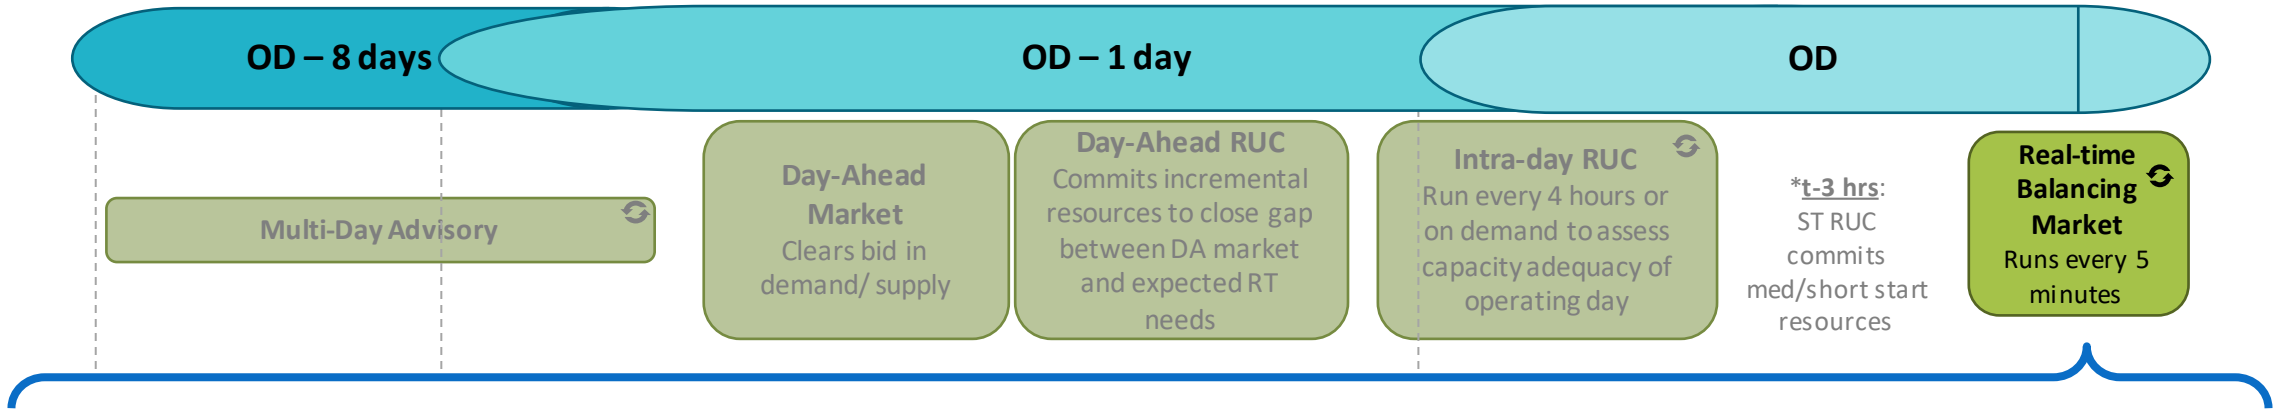 OD – 8 days
OD – 1 day
OD
Multi-Day Advisory
Day-Ahead
Market
Clears bid in
demand/ supply
Day-Ahead RUC
Commits incremental
resources to close gap
between DA market
and expected RT
needs
Intra-day RUC
Run every 4 hours or
on demand to assess
capacity adequacy of
operating day
*t-3 hrs:
ST RUC
commits
med/short start
resources
Real-time
Balancing
Market
Runs every 5
minutes